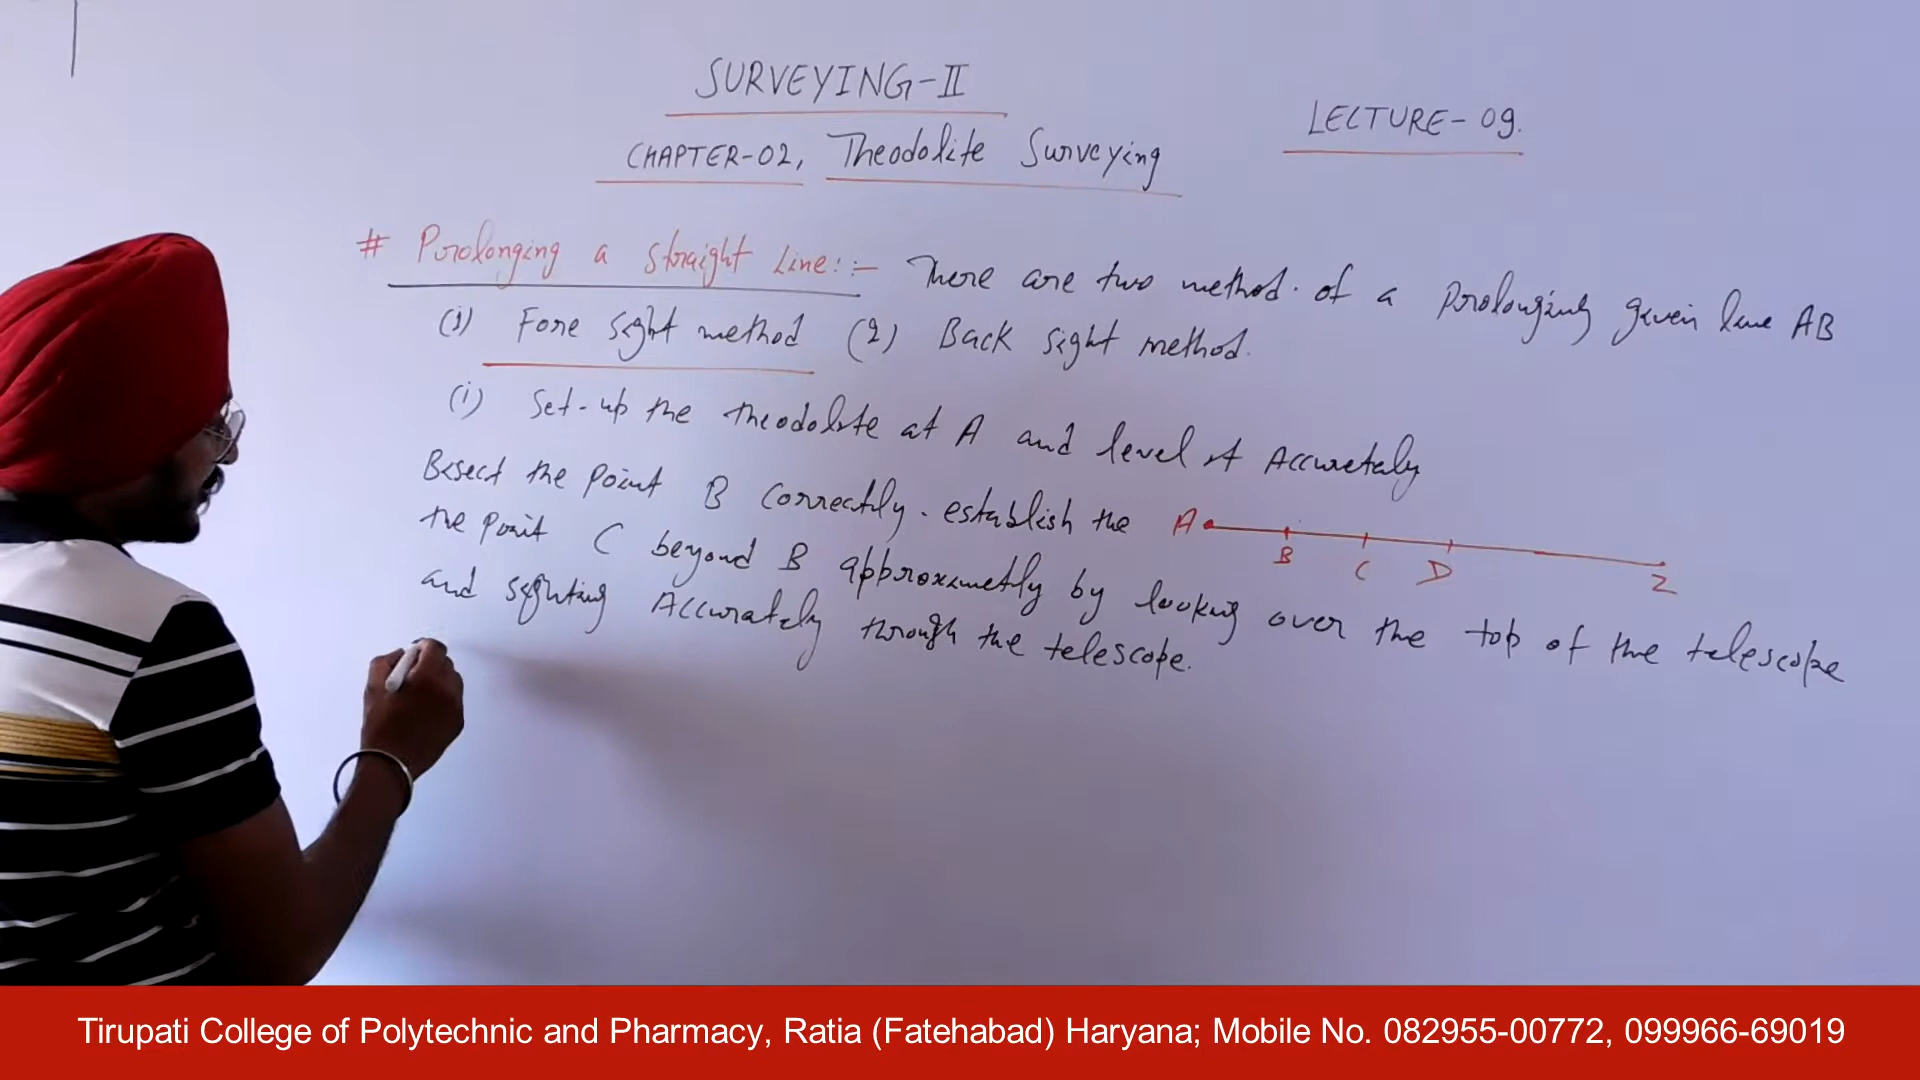 SURVEYING-II
LECTURE-09.
CHAPTER-02, Theodolite Surveying
# Prolonging a straight Line::- There are two method. of a prolonging given line AB
(1) Fore sight method (2) Back sight method.
(i) Set-up the theodolite at A and level it Accuretaly
Bisect the point B correctly. establish the
the point C beyond B approximetly by looking over the top of the telescope
and sighting Accurately through the telescope.
A B C D Z
Tirupati College of Polytechnic and Pharmacy, Ratia (Fatehabad) Haryana; Mobile No. 082955-00772, 099966-69019